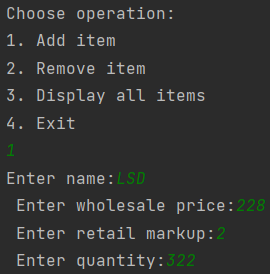 Choose operation:
1. Add item
2. Remove item
3. Display all items
4. Exit
1
Enter name:LSD
 Enter wholesale price:228
 Enter retail markup:2
 Enter quantity:322